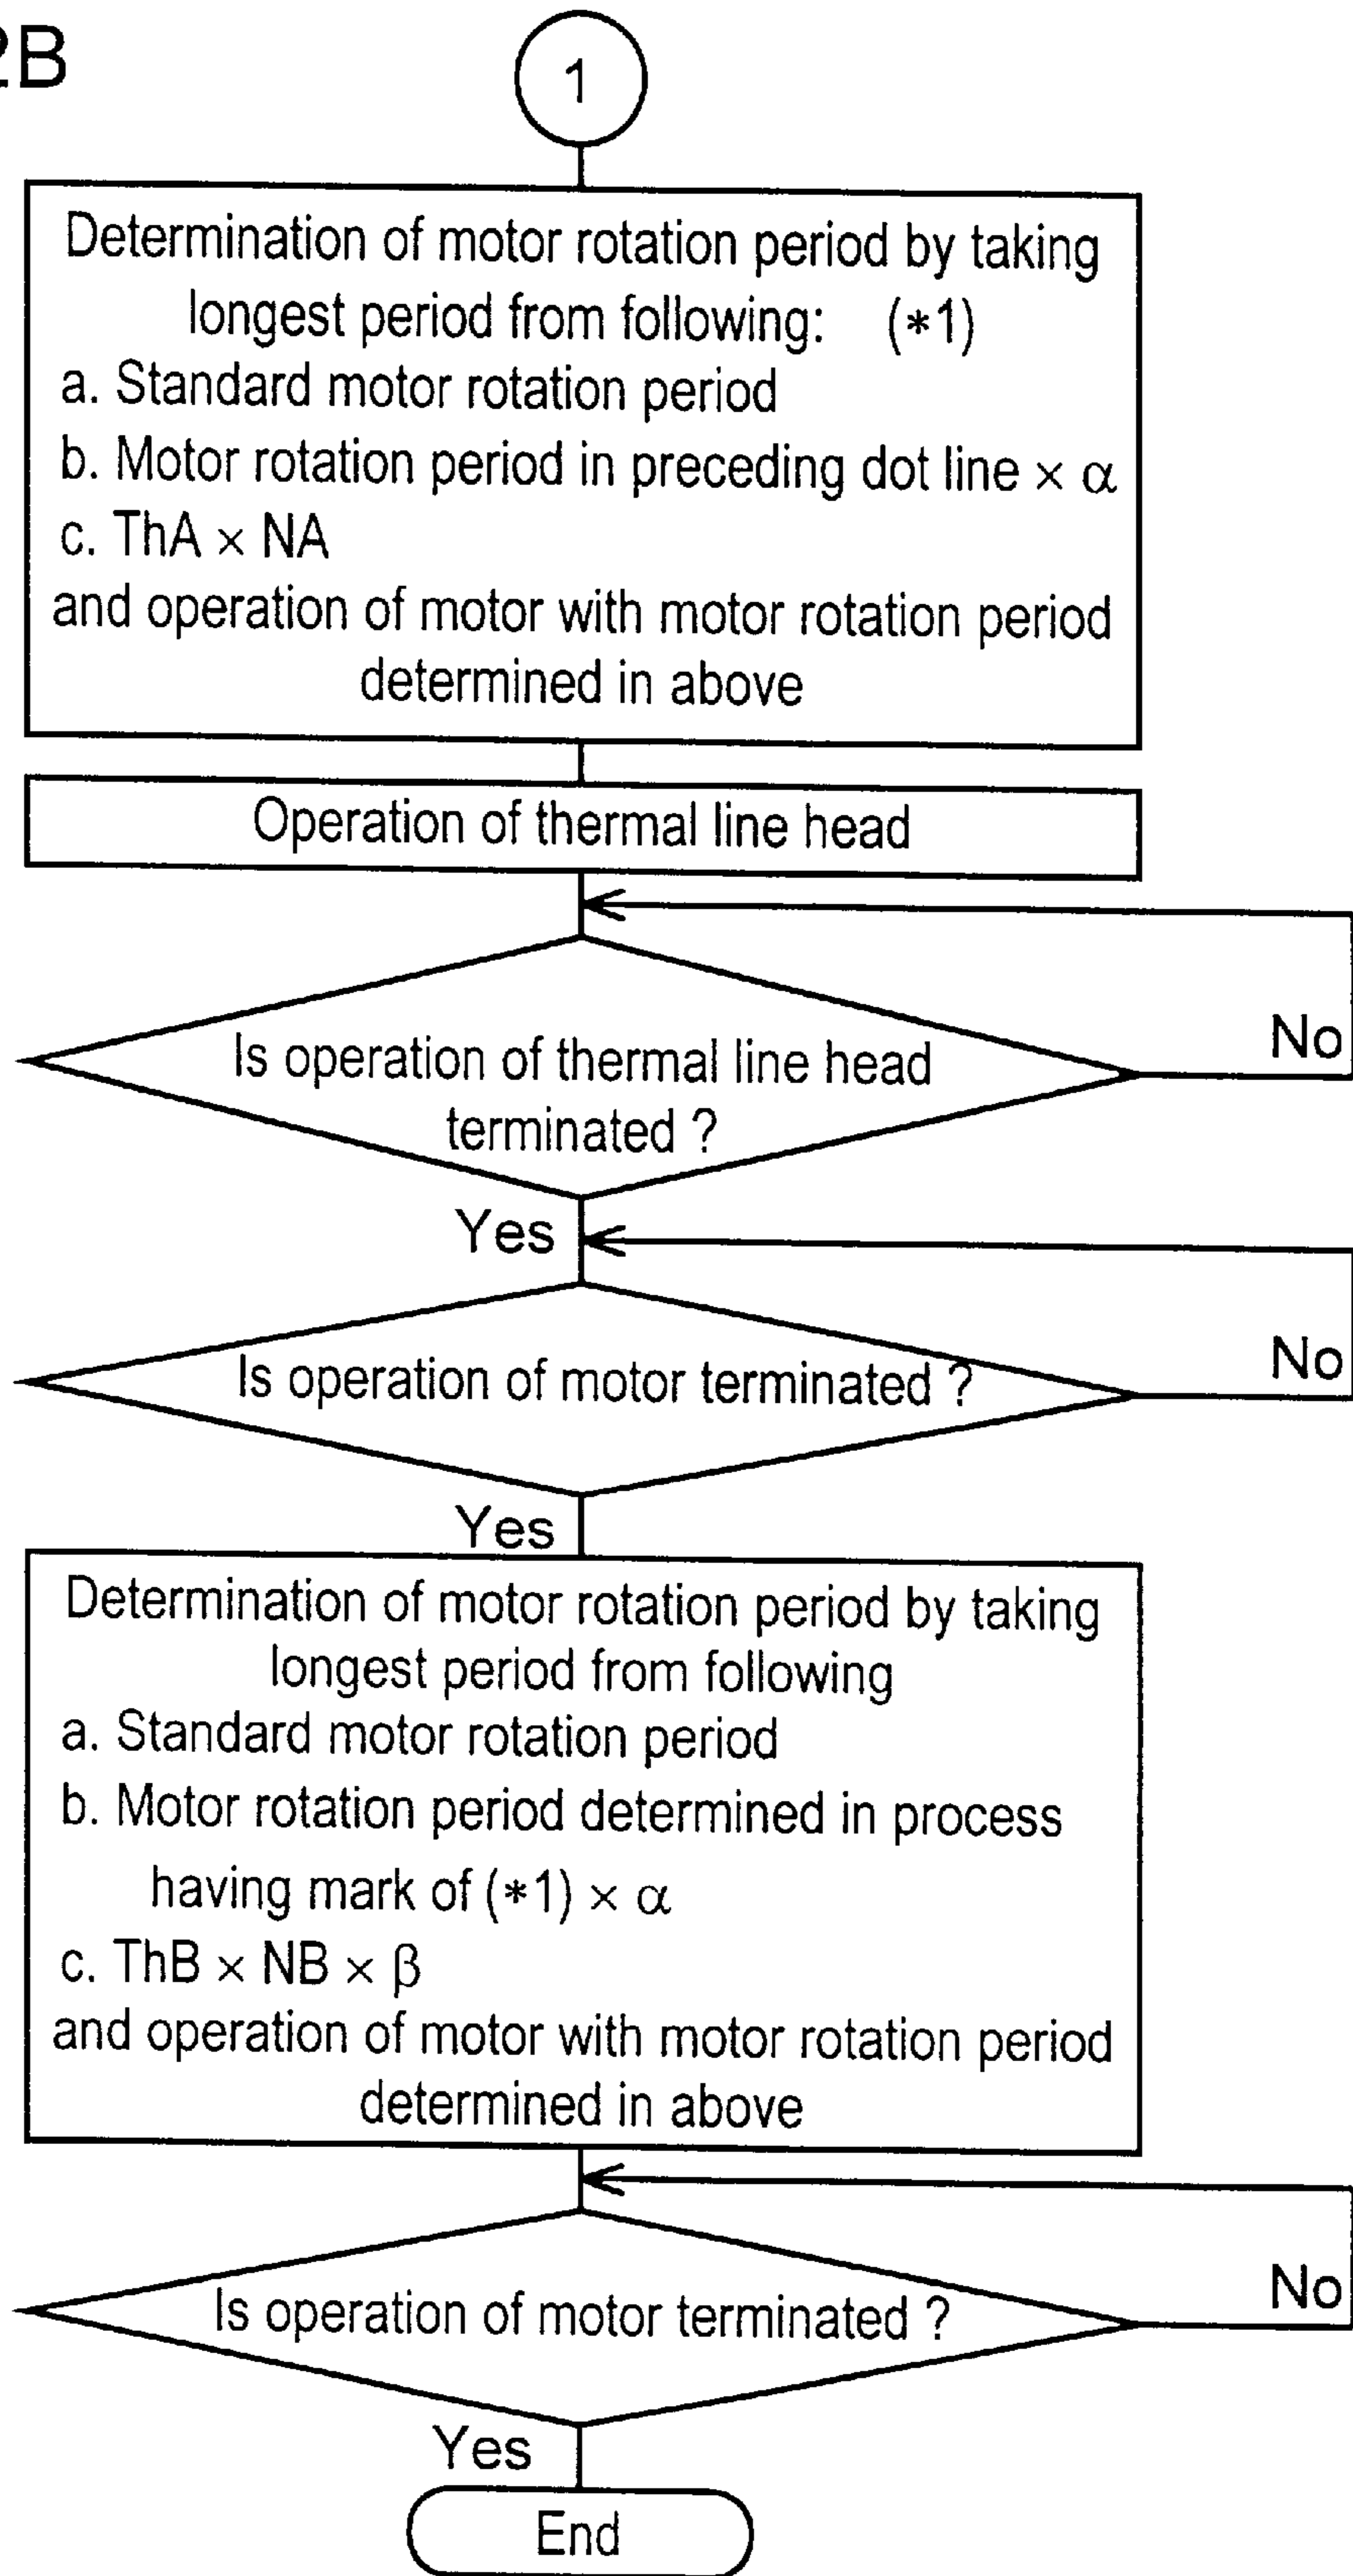 2B
1
Determination of motor rotation period by taking
longest period from following: (*1)
a. Standard motor rotation period
b. Motor rotation period in preceding dot line × α
c. ThA × NA
and operation of motor with motor rotation period
determined in above
Operation of thermal line head
Is operation of thermal line head
terminated ?
No
Yes
Is operation of motor terminated ?
No
Yes
Determination of motor rotation period by taking
longest period from following
a. Standard motor rotation period
b. Motor rotation period determined in process
having mark of (*1) × α
c. ThB × NB × β
and operation of motor with motor rotation period
determined in above
Is operation of motor terminated ?
No
Yes
End